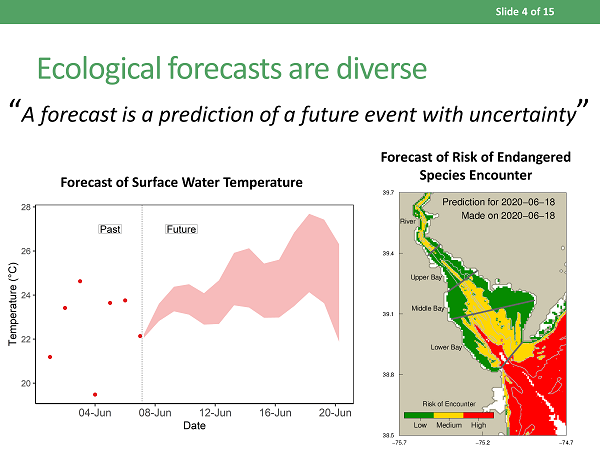 Slide 4 of 15
Ecological forecasts are diverse
“A forecast is a prediction of a future event with uncertainty”
Forecast of Surface Water Temperature
28
26
24
22
20
Temperature (°C)
Past
Future
04-Jun
08-Jun
12-Jun
16-Jun
20-Jun
Date
Forecast of Risk of Endangered
Species Encounter
39.7
39.4
39.1
38.8
38.5
Prediction for 2020−06−18
Made on 2020−06−18
River
Upper Bay
Middle Bay
Lower Bay
Risk of Encounter
Low
Medium
High
−75.7
−75.2
−74.7